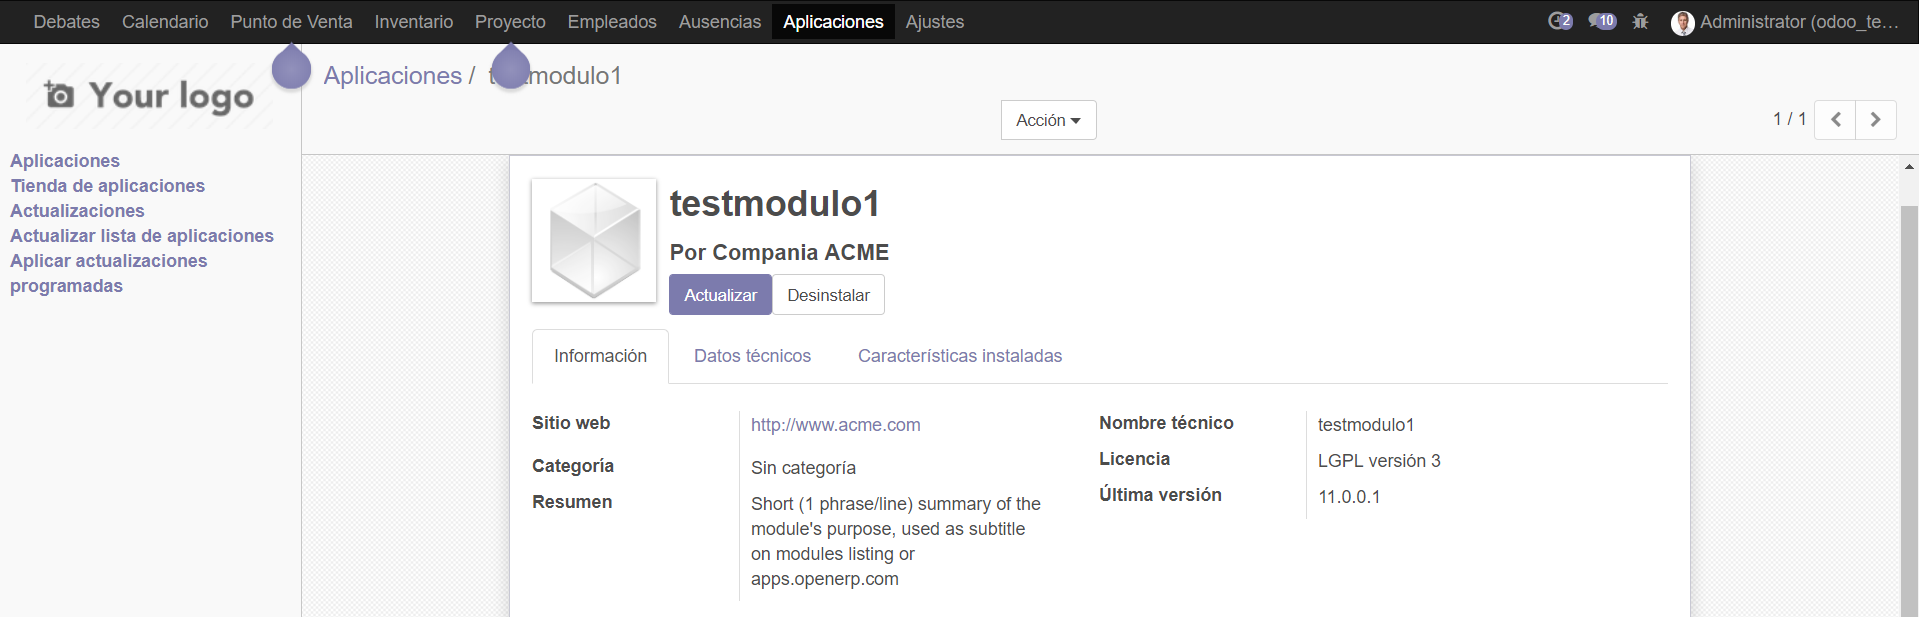 Debates Calendario Punto de Venta Inventario Proyecto Empleados Ausencias Aplicaciones Ajustes 2 10 Administrator (odoo_te...
Your logo
Aplicaciones / testmodulo1
Acción
1 / 1
Aplicaciones
Tienda de aplicaciones
Actualizaciones
Actualizar lista de aplicaciones
Aplicar actualizaciones
programadas
testmodulo1
Por Compania ACME
Actualizar Desinstalar
Información Datos técnicos Características instaladas
Sitio web http://www.acme.com
Categoría Sin categoría
Resumen Short (1 phrase/line) summary of the
module's purpose, used as subtitle
on modules listing or
apps.openerp.com
Nombre técnico testmodulo1
Licencia LGPL versión 3
Última versión 11.0.0.1